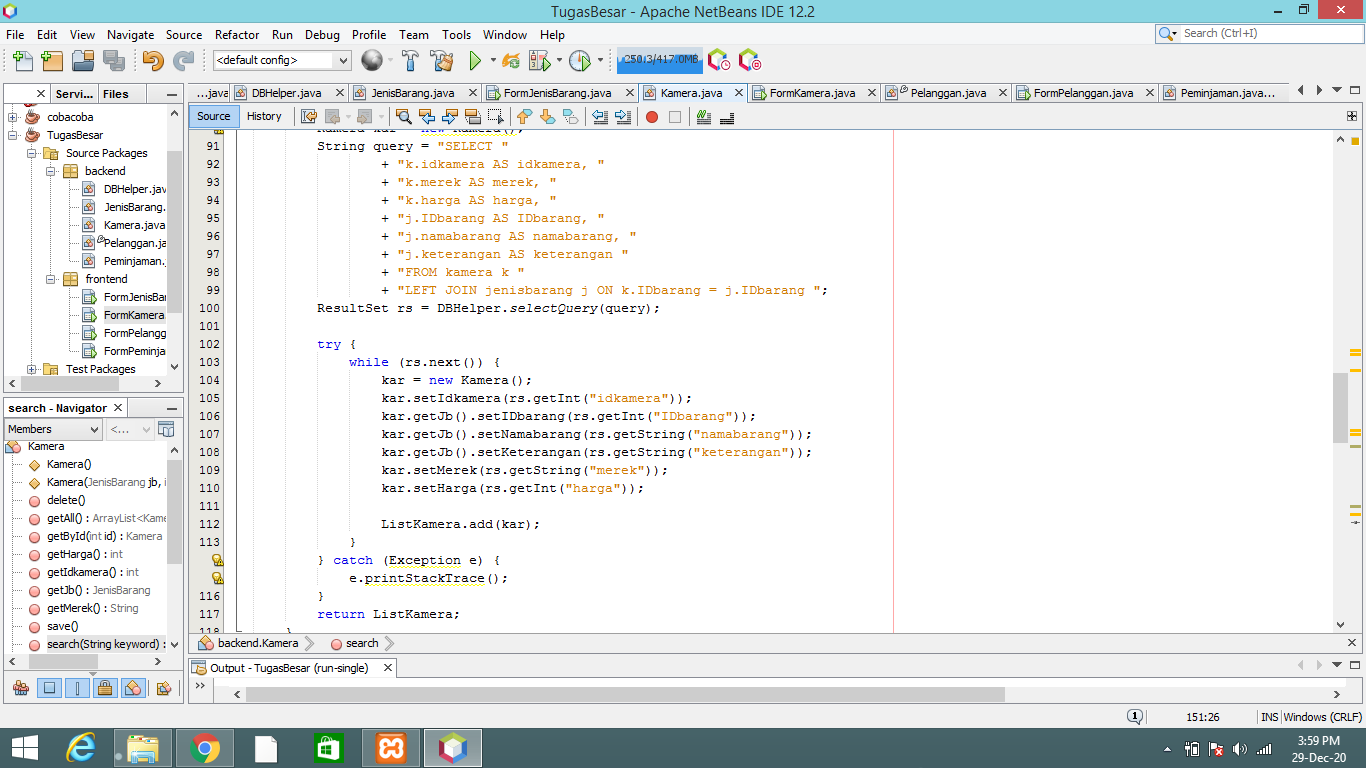 TugasBesar - Apache NetBeans IDE 12.2
File Edit View Navigate Source Refactor Run Debug Profile Team Tools Window Help
Search (Ctrl+I)
<default config>
250.3/417.0MB
Servi... Files
...java DBHelper.java JenisBarang.java FormJenisBarang.java Kamera.java FormKamera.java Pelanggan.java FormPelanggan.java Peminjaman.java...
Source History
cobacoba
TugasBesar
Source Packages
backend
DBHelper.java
JenisBarang.
Kamera.java
Pelanggan.ja
Peminjaman.
frontend
FormJenisBar
FormKamera.
FormPelangg
FormPeminja
Test Packages
Kamera kar = new Kamera();
91 String query = "SELECT "
92 + "k.idkamera AS idkamera, "
93 + "k.merek AS merek, "
94 + "k.harga AS harga, "
95 + "j.IDbarang AS IDbarang, "
96 + "j.namabarang AS namabarang, "
97 + "j.keterangan AS keterangan "
98 + "FROM kamera k "
99 + "LEFT JOIN jenisbarang j ON k.IDbarang = j.IDbarang ";
100 ResultSet rs = DBHelper.selectQuery(query);
101
102 try {
103 while (rs.next()) {
104 kar = new Kamera();
105 kar.setIdkamera(rs.getInt("idkamera"));
106 kar.getJb().setIDbarang(rs.getInt("IDbarang"));
107 kar.getJb().setNamabarang(rs.getString("namabarang"));
108 kar.getJb().setKeterangan(rs.getString("keterangan"));
109 kar.setMerek(rs.getString("merek"));
110 kar.setHarga(rs.getInt("harga"));
111
112 ListKamera.add(kar);
113 }
} catch (Exception e) {
e.printStackTrace();
116 }
117 return ListKamera;
118 }
search - Navigator
Members <...
Kamera
Kamera()
Kamera(JenisBarang jb, i
delete()
getAll() : ArrayList<Kame
getById(int id) : Kamera
getHarga() : int
getIdkamera() : int
getJb() : JenisBarang
getMerek() : String
save()
search(String keyword) :
backend.Kamera search
Output - TugasBesar (run-single)
1 151:26 INS Windows (CRLF)
3:59 PM
29-Dec-20